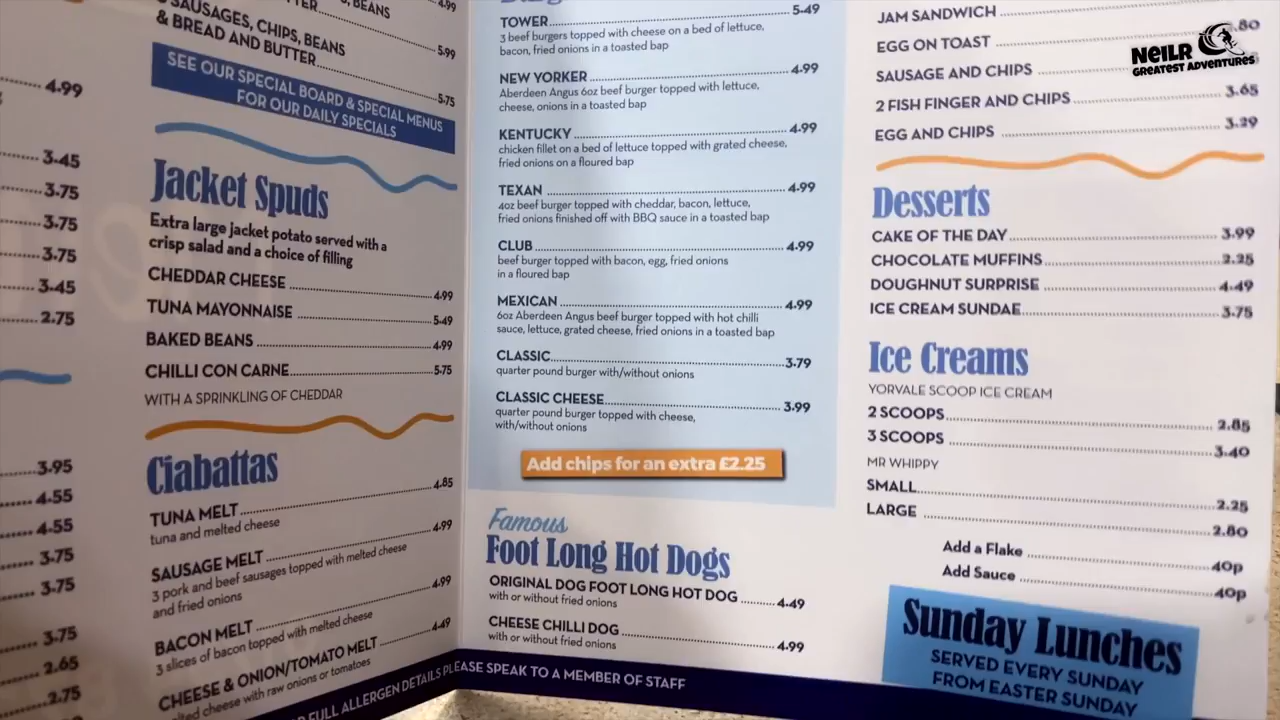 4.99
3.45
3.75
3.75
3.75
3.45
2.75
3.95
4.55
4.55
3.75
3.75
3.75
2.65
2.75
BEANS 4.99
SAUSAGES, CHIPS, BEANS
& BREAD AND BUTTER 5.99
5.75
SEE OUR SPECIAL BOARD & SPECIAL MENUS
FOR OUR DAILY SPECIALS
Jacket Spuds
Extra large jacket potato served with a
crisp salad and a choice of filling
CHEDDAR CHEESE 4.99
TUNA MAYONNAISE 5.49
BAKED BEANS 4.99
CHILLI CON CARNE 5.75
WITH A SPRINKLING OF CHEDDAR
Ciabattas
TUNA MELT 4.85
tuna and melted cheese
SAUSAGE MELT 4.99
3 pork and beef sausages topped with melted cheese
and fried onions
BACON MELT 4.99
3 slices of bacon topped with melted cheese
CHEESE & ONION/TOMATO MELT 4.49
cheese with raw onions or tomatoes
FULL ALLERGEN DETAILS PLEASE SPEAK TO A MEMBER OF STAFF
TOWER 5.49
3 beef burgers topped with cheese on a bed of lettuce,
bacon, fried onions in a toasted bap
NEW YORKER 4.99
Aberdeen Angus 6oz beef burger topped with lettuce,
cheese, onions in a toasted bap
KENTUCKY 4.99
chicken fillet on a bed of lettuce topped with grated cheese,
fried onions on a floured bap
TEXAN 4.99
4oz beef burger topped with cheddar, bacon, lettuce,
fried onions finished off with BBQ sauce in a toasted bap
CLUB 4.99
beef burger topped with bacon, egg, fried onions
in a floured bap
MEXICAN 4.99
6oz Aberdeen Angus beef burger topped with hot chilli
sauce, lettuce, grated cheese, fried onions in a toasted bap
CLASSIC 3.79
quarter pound burger with/without onions
CLASSIC CHEESE 3.99
quarter pound burger topped with cheese,
with/without onions
Add chips for an extra £2.25
Famous
Foot Long Hot Dogs
ORIGINAL DOG FOOT LONG HOT DOG 4.49
with or without fried onions
CHEESE CHILLI DOG 4.99
with or without fried onions
JAM SANDWICH
EGG ON TOAST .80
SAUSAGE AND CHIPS
2 FISH FINGER AND CHIPS 3.65
EGG AND CHIPS 3.29
NEILR
GREATEST ADVENTURES
Desserts
CAKE OF THE DAY 3.99
CHOCOLATE MUFFINS 2.25
DOUGHNUT SURPRISE 4.49
ICE CREAM SUNDAE 3.75
Ice Creams
YORVALE SCOOP ICE CREAM
2 SCOOPS 2.85
3 SCOOPS 3.40
MR WHIPPY
SMALL 2.25
LARGE 2.80
Add a Flake 40p
Add Sauce 40p
Sunday Lunches
SERVED EVERY SUNDAY
FROM EASTER SUNDAY